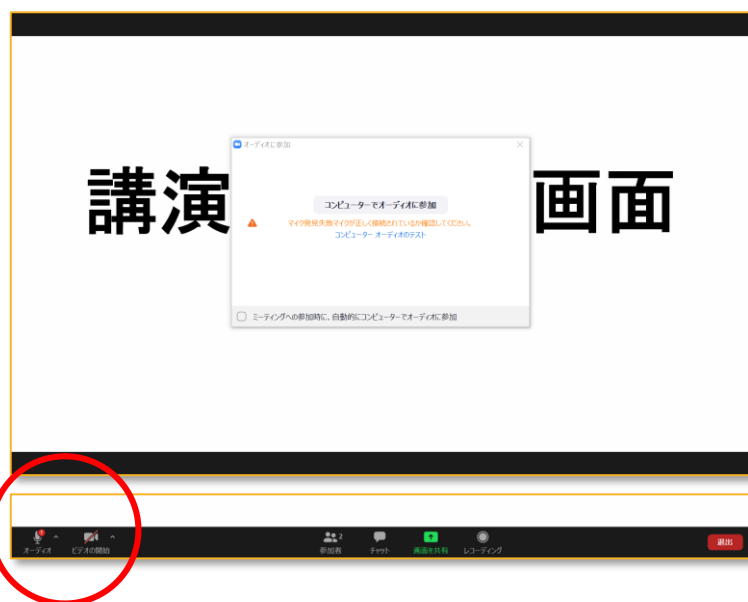 オーディオに参加
講演
画面
コンピューターでオーディオに参加
マイク発見失敗マイクが正しく接続されているか確認してください。
コンピューター オーディオのテスト
ミーティングへの参加時に、自動的にコンピューターでオーディオに参加
オーディオ ビデオの開始 参加者 2 チャット 画面を共有 レコーディング 退出